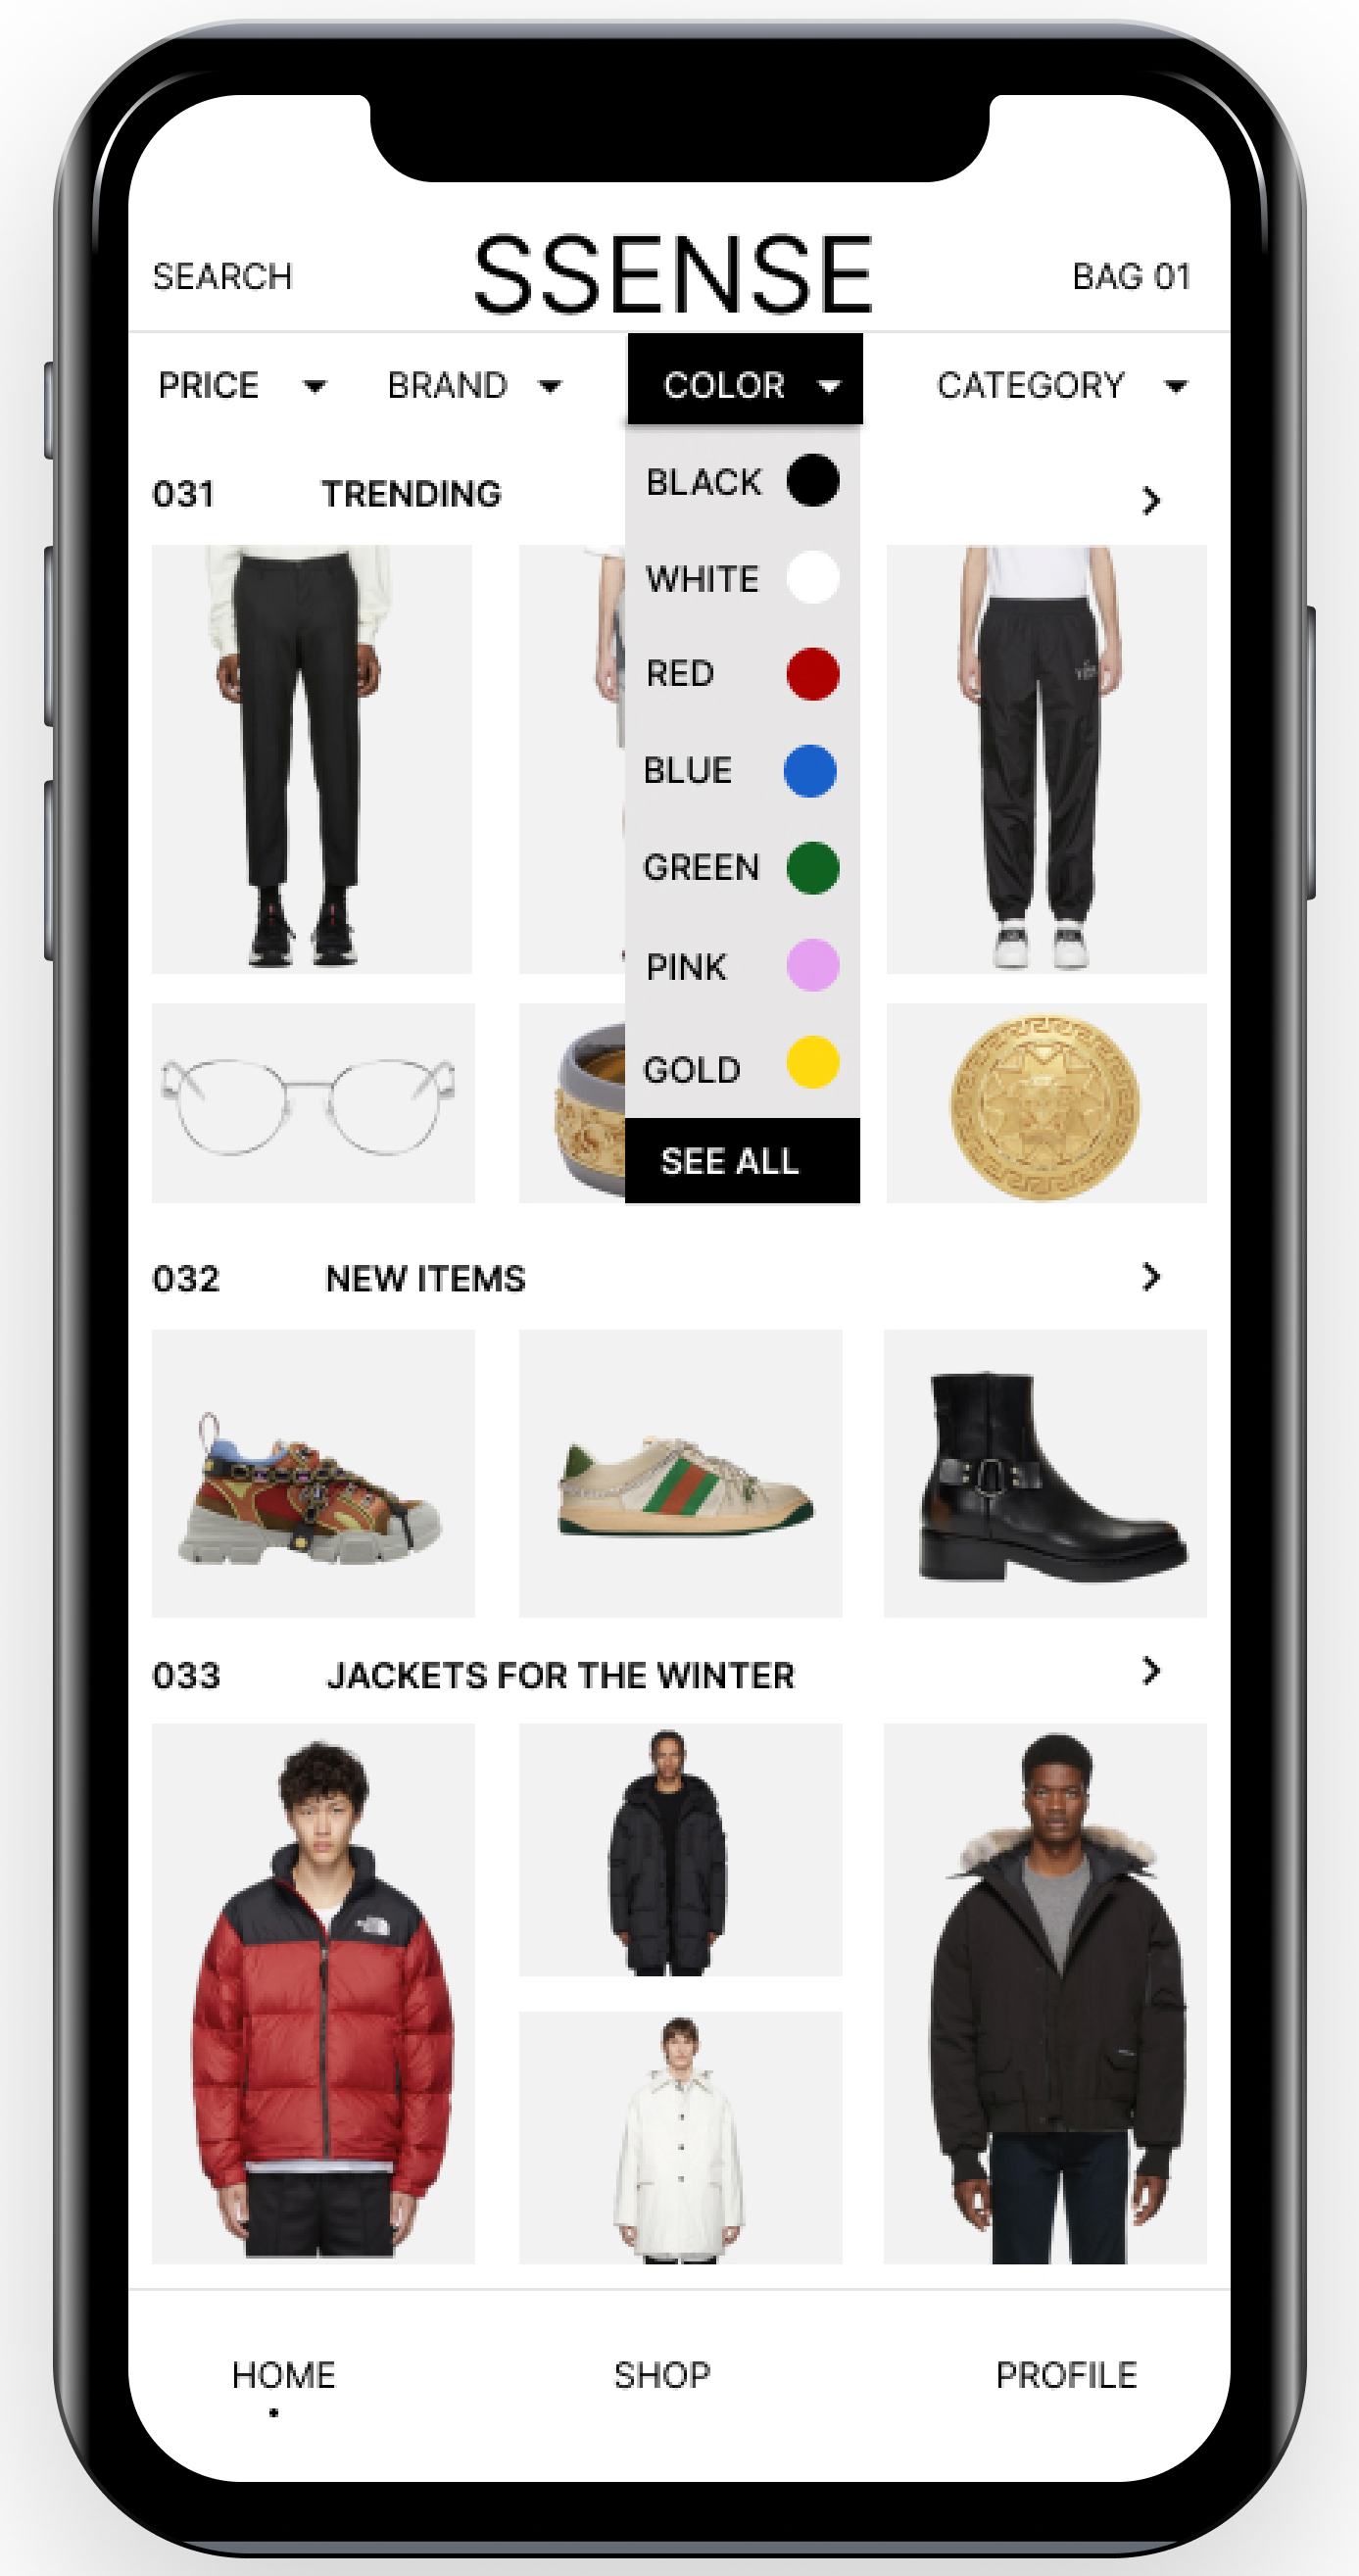 SEARCH
SSENSE
BAG 01
PRICE
BRAND
COLOR
CATEGORY
031
TRENDING
BLACK
WHITE
RED
BLUE
GREEN
PINK
GOLD
SEE ALL
032
NEW ITEMS
033
JACKETS FOR THE WINTER
HOME
SHOP
PROFILE